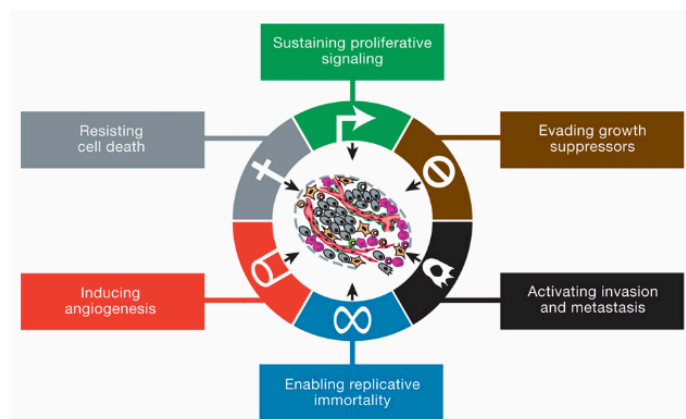 Sustaining proliferative
signaling
Resisting
cell death
Evading growth
suppressors
Inducing
angiogenesis
Activating invasion
and metastasis
Enabling replicative
immortality